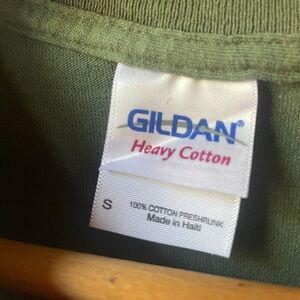 GILDAN®
Heavy Cotton
S
100% COTTON PRESHRUNK
Made in Haiti